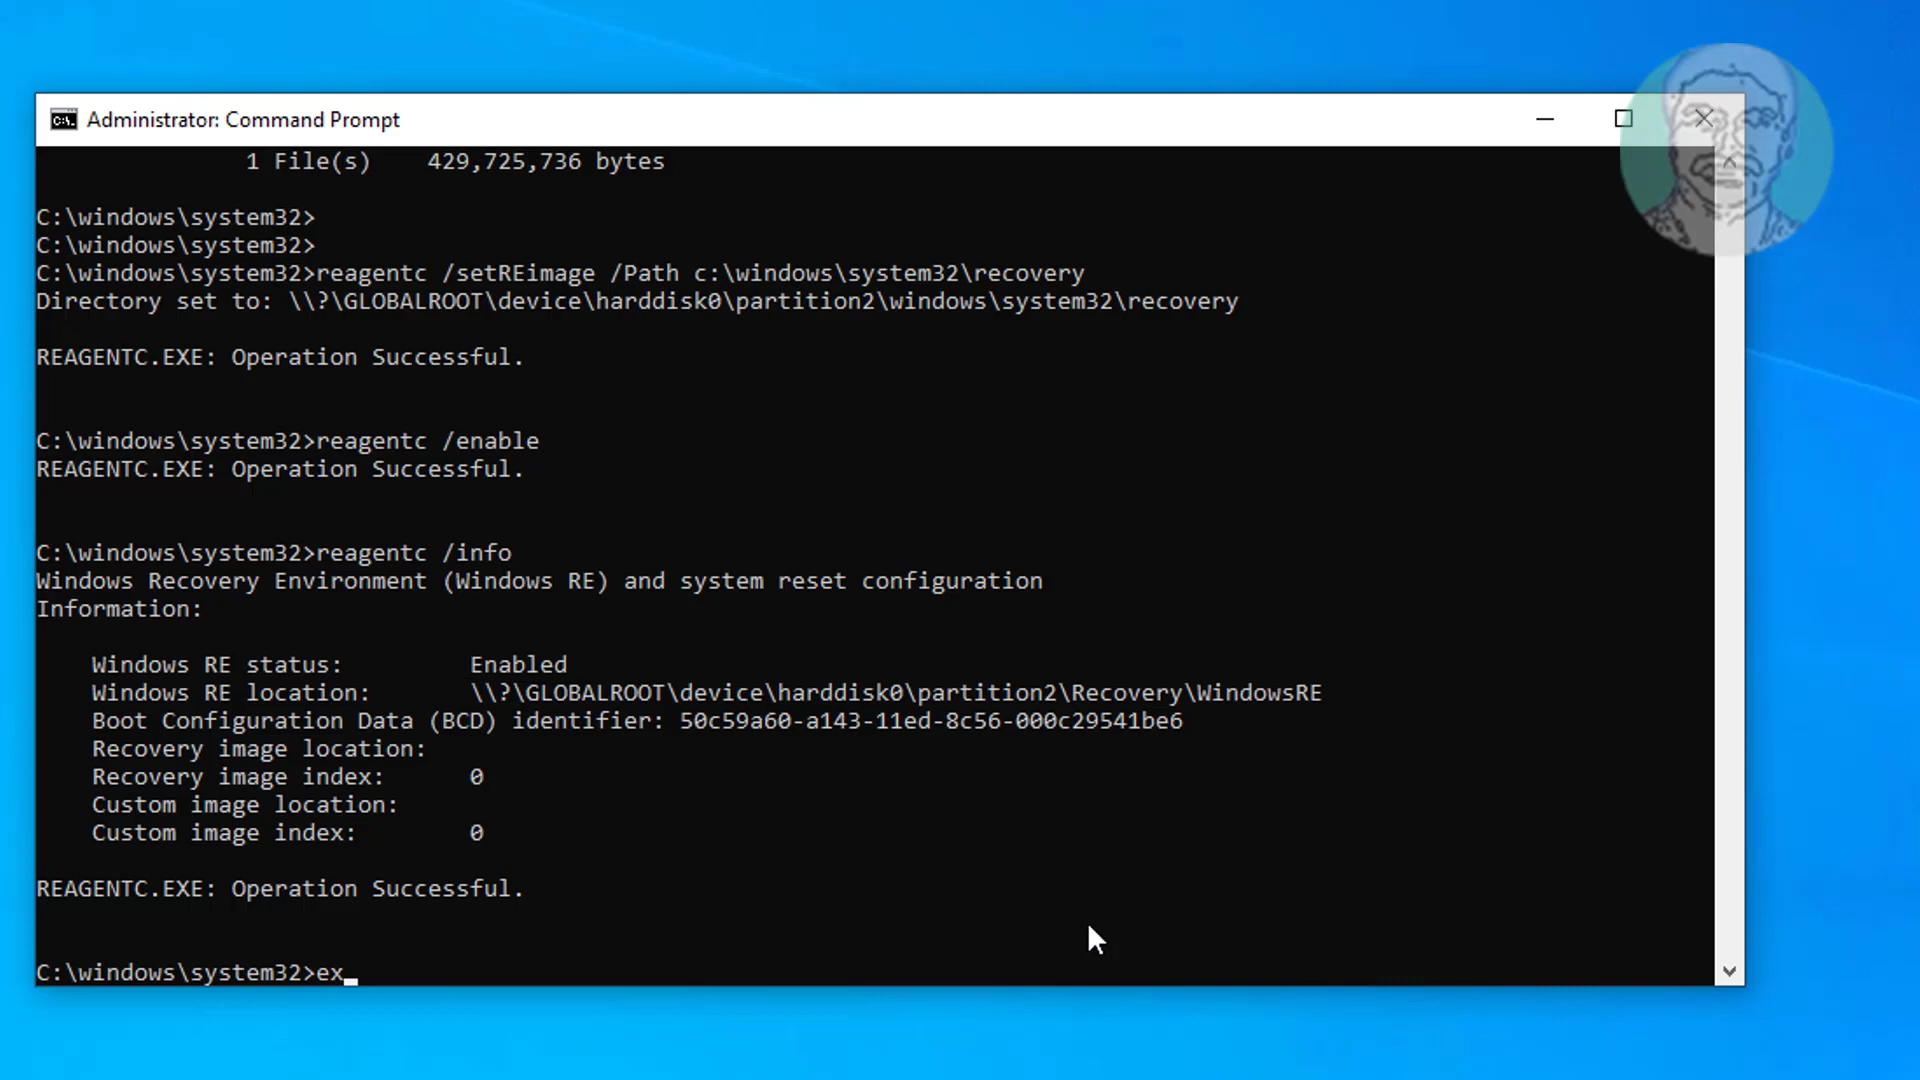 Administrator: Command Prompt
1 File(s) 429,725,736 bytes
C:\windows\system32>
C:\windows\system32>
C:\windows\system32>reagentc /setREimage /Path c:\windows\system32\recovery
Directory set to: \\?\GLOBALROOT\device\harddisk0\partition2\windows\system32\recovery
REAGENTC.EXE: Operation Successful.
C:\windows\system32>reagentc /enable
REAGENTC.EXE: Operation Successful.
C:\windows\system32>reagentc /info
Windows Recovery Environment (Windows RE) and system reset configuration
Information:
Windows RE status: Enabled
Windows RE location: \\?\GLOBALROOT\device\harddisk0\partition2\Recovery\WindowsRE
Boot Configuration Data (BCD) identifier: 50c59a60-a143-11ed-8c56-000c29541be6
Recovery image location:
Recovery image index: 0
Custom image location:
Custom image index: 0
REAGENTC.EXE: Operation Successful.
C:\windows\system32>ex